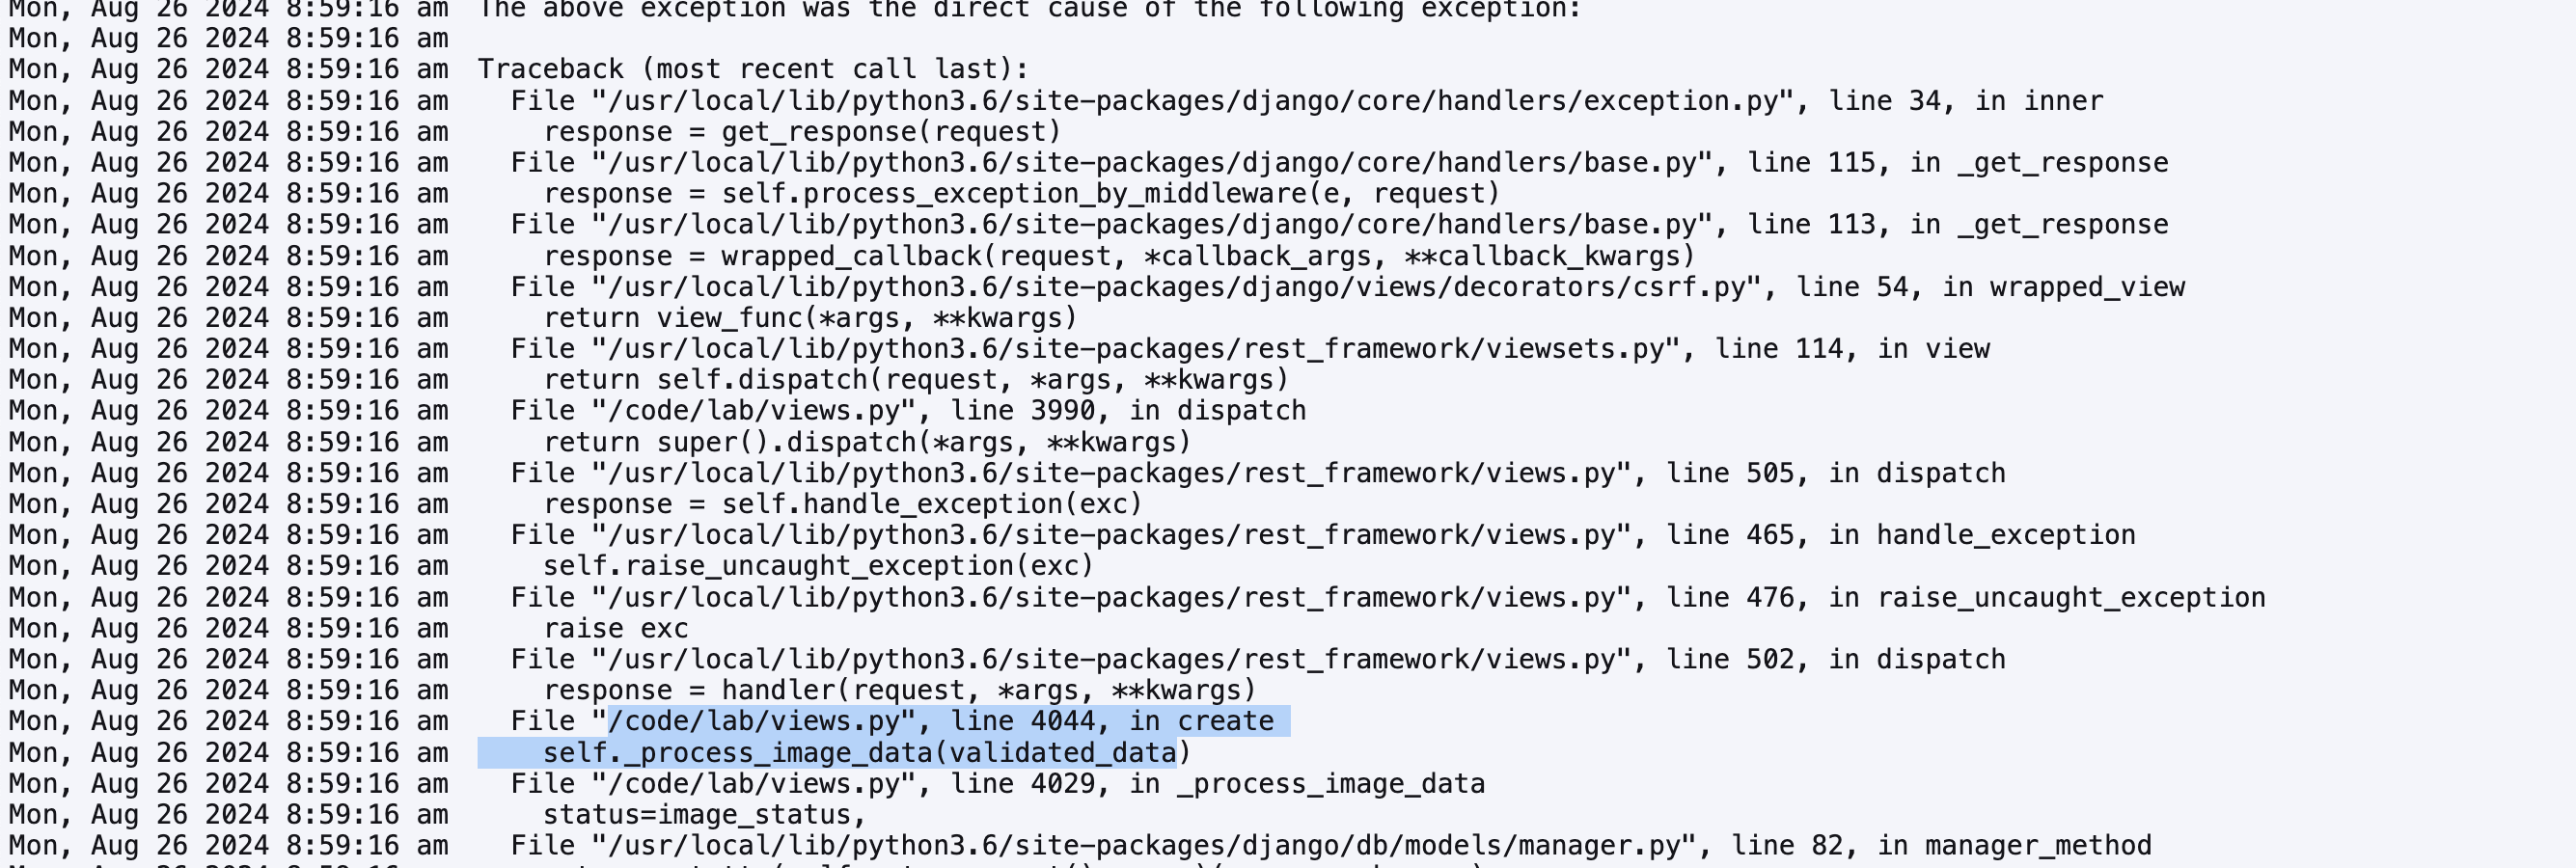 Mon, Aug 26 2024 8:59:16 am  The above exception was the direct cause of the following exception:
Mon, Aug 26 2024 8:59:16 am
Mon, Aug 26 2024 8:59:16 am  Traceback (most recent call last):
Mon, Aug 26 2024 8:59:16 am    File "/usr/local/lib/python3.6/site-packages/django/core/handlers/exception.py", line 34, in inner
Mon, Aug 26 2024 8:59:16 am      response = get_response(request)
Mon, Aug 26 2024 8:59:16 am    File "/usr/local/lib/python3.6/site-packages/django/core/handlers/base.py", line 115, in _get_response
Mon, Aug 26 2024 8:59:16 am      response = self.process_exception_by_middleware(e, request)
Mon, Aug 26 2024 8:59:16 am    File "/usr/local/lib/python3.6/site-packages/django/core/handlers/base.py", line 113, in _get_response
Mon, Aug 26 2024 8:59:16 am      response = wrapped_callback(request, *callback_args, **callback_kwargs)
Mon, Aug 26 2024 8:59:16 am    File "/usr/local/lib/python3.6/site-packages/django/views/decorators/csrf.py", line 54, in wrapped_view
Mon, Aug 26 2024 8:59:16 am      return view_func(*args, **kwargs)
Mon, Aug 26 2024 8:59:16 am    File "/usr/local/lib/python3.6/site-packages/rest_framework/viewsets.py", line 114, in view
Mon, Aug 26 2024 8:59:16 am      return self.dispatch(request, *args, **kwargs)
Mon, Aug 26 2024 8:59:16 am    File "/code/lab/views.py", line 3990, in dispatch
Mon, Aug 26 2024 8:59:16 am      return super().dispatch(*args, **kwargs)
Mon, Aug 26 2024 8:59:16 am    File "/usr/local/lib/python3.6/site-packages/rest_framework/views.py", line 505, in dispatch
Mon, Aug 26 2024 8:59:16 am      response = self.handle_exception(exc)
Mon, Aug 26 2024 8:59:16 am    File "/usr/local/lib/python3.6/site-packages/rest_framework/views.py", line 465, in handle_exception
Mon, Aug 26 2024 8:59:16 am      self.raise_uncaught_exception(exc)
Mon, Aug 26 2024 8:59:16 am    File "/usr/local/lib/python3.6/site-packages/rest_framework/views.py", line 476, in raise_uncaught_exception
Mon, Aug 26 2024 8:59:16 am      raise exc
Mon, Aug 26 2024 8:59:16 am    File "/usr/local/lib/python3.6/site-packages/rest_framework/views.py", line 502, in dispatch
Mon, Aug 26 2024 8:59:16 am      response = handler(request, *args, **kwargs)
Mon, Aug 26 2024 8:59:16 am    File "/code/lab/views.py", line 4044, in create
Mon, Aug 26 2024 8:59:16 am      self._process_image_data(validated_data)
Mon, Aug 26 2024 8:59:16 am    File "/code/lab/views.py", line 4029, in _process_image_data
Mon, Aug 26 2024 8:59:16 am      status=image_status,
Mon, Aug 26 2024 8:59:16 am    File "/usr/local/lib/python3.6/site-packages/django/db/models/manager.py", line 82, in manager_method